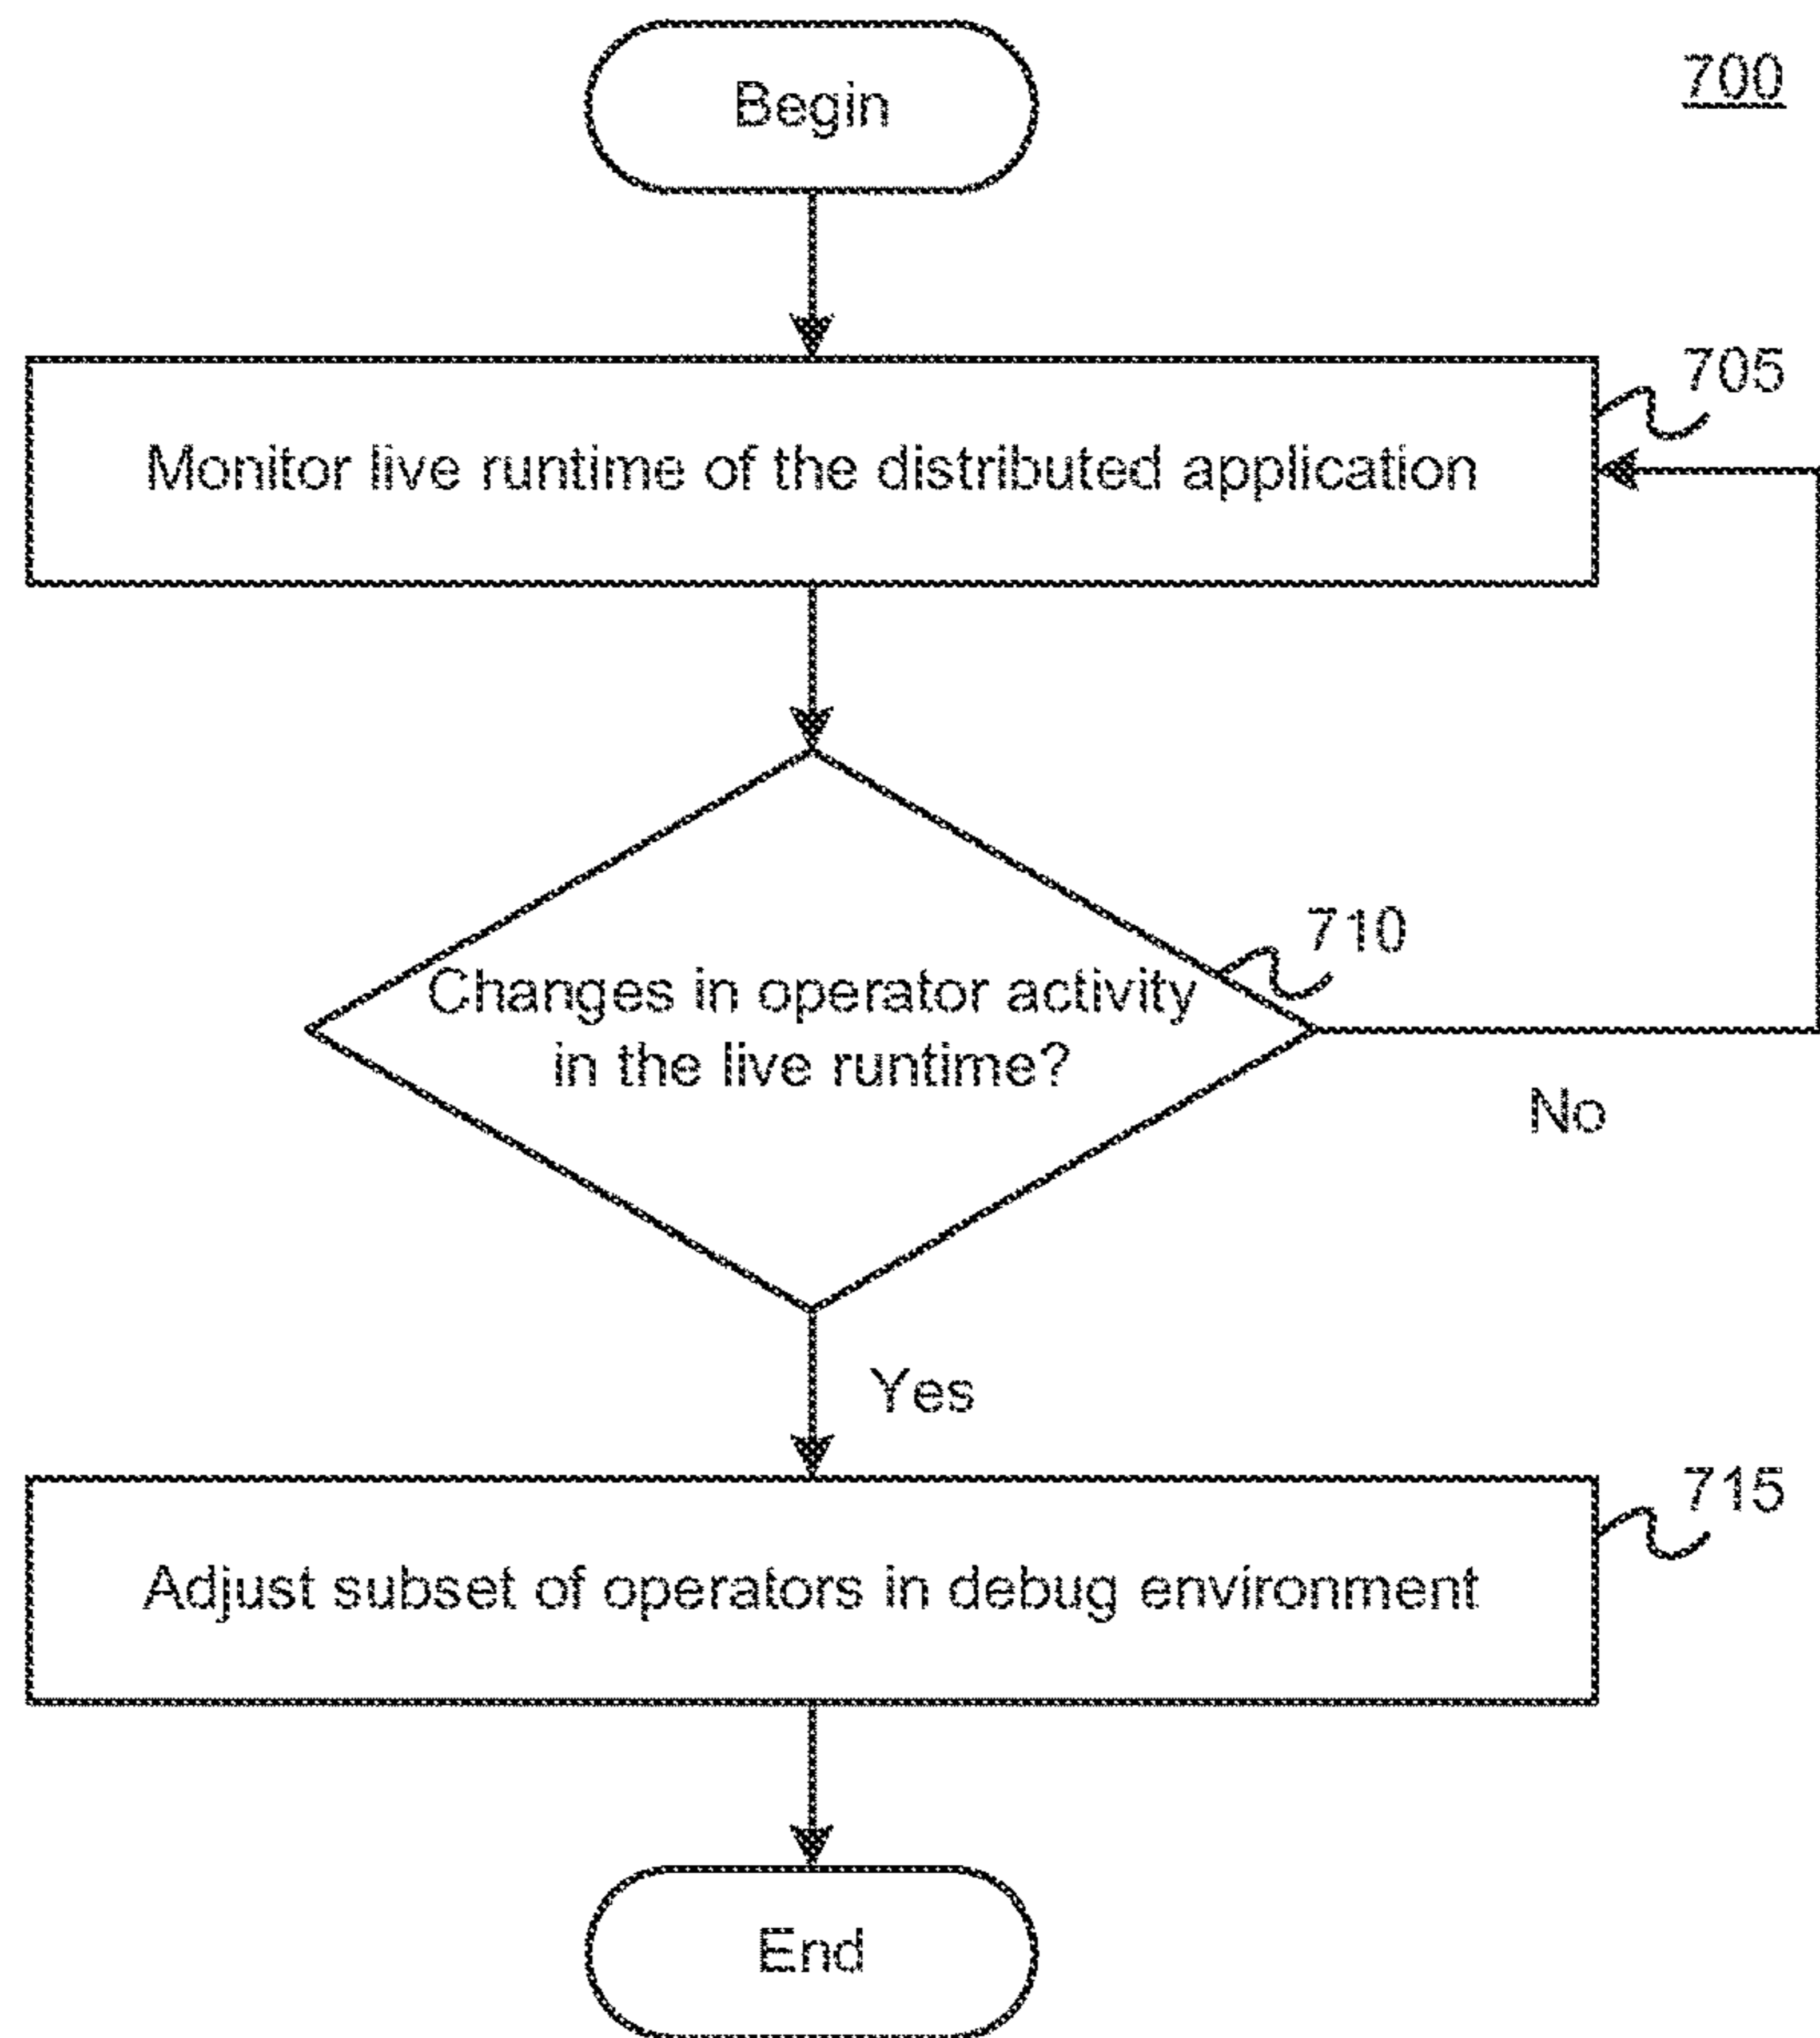 Begin
700
705
Monitor live runtime of the distributed application
710
Changes in operator activity
in the live runtime?
No
Yes
715
Adjust subset of operators in debug environment
End